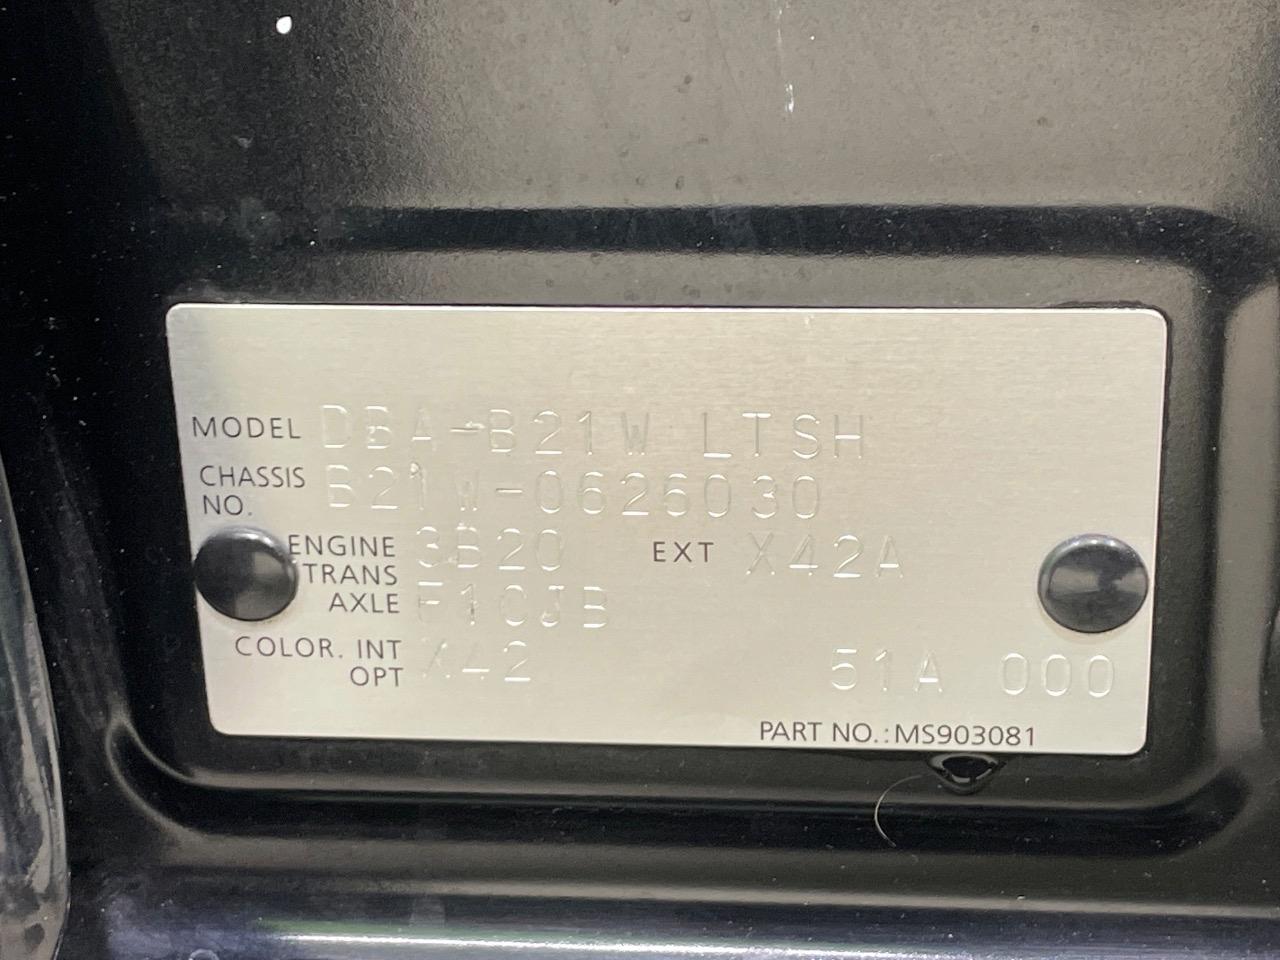 MODEL DBA-B21W LTSH
CHASSIS NO. B21W-0626030
ENGINE 3B20 EXT X42A
TRANS AXLE F1CJB
COLOR. INT X42
OPT 51A 000
PART NO.:MS903081